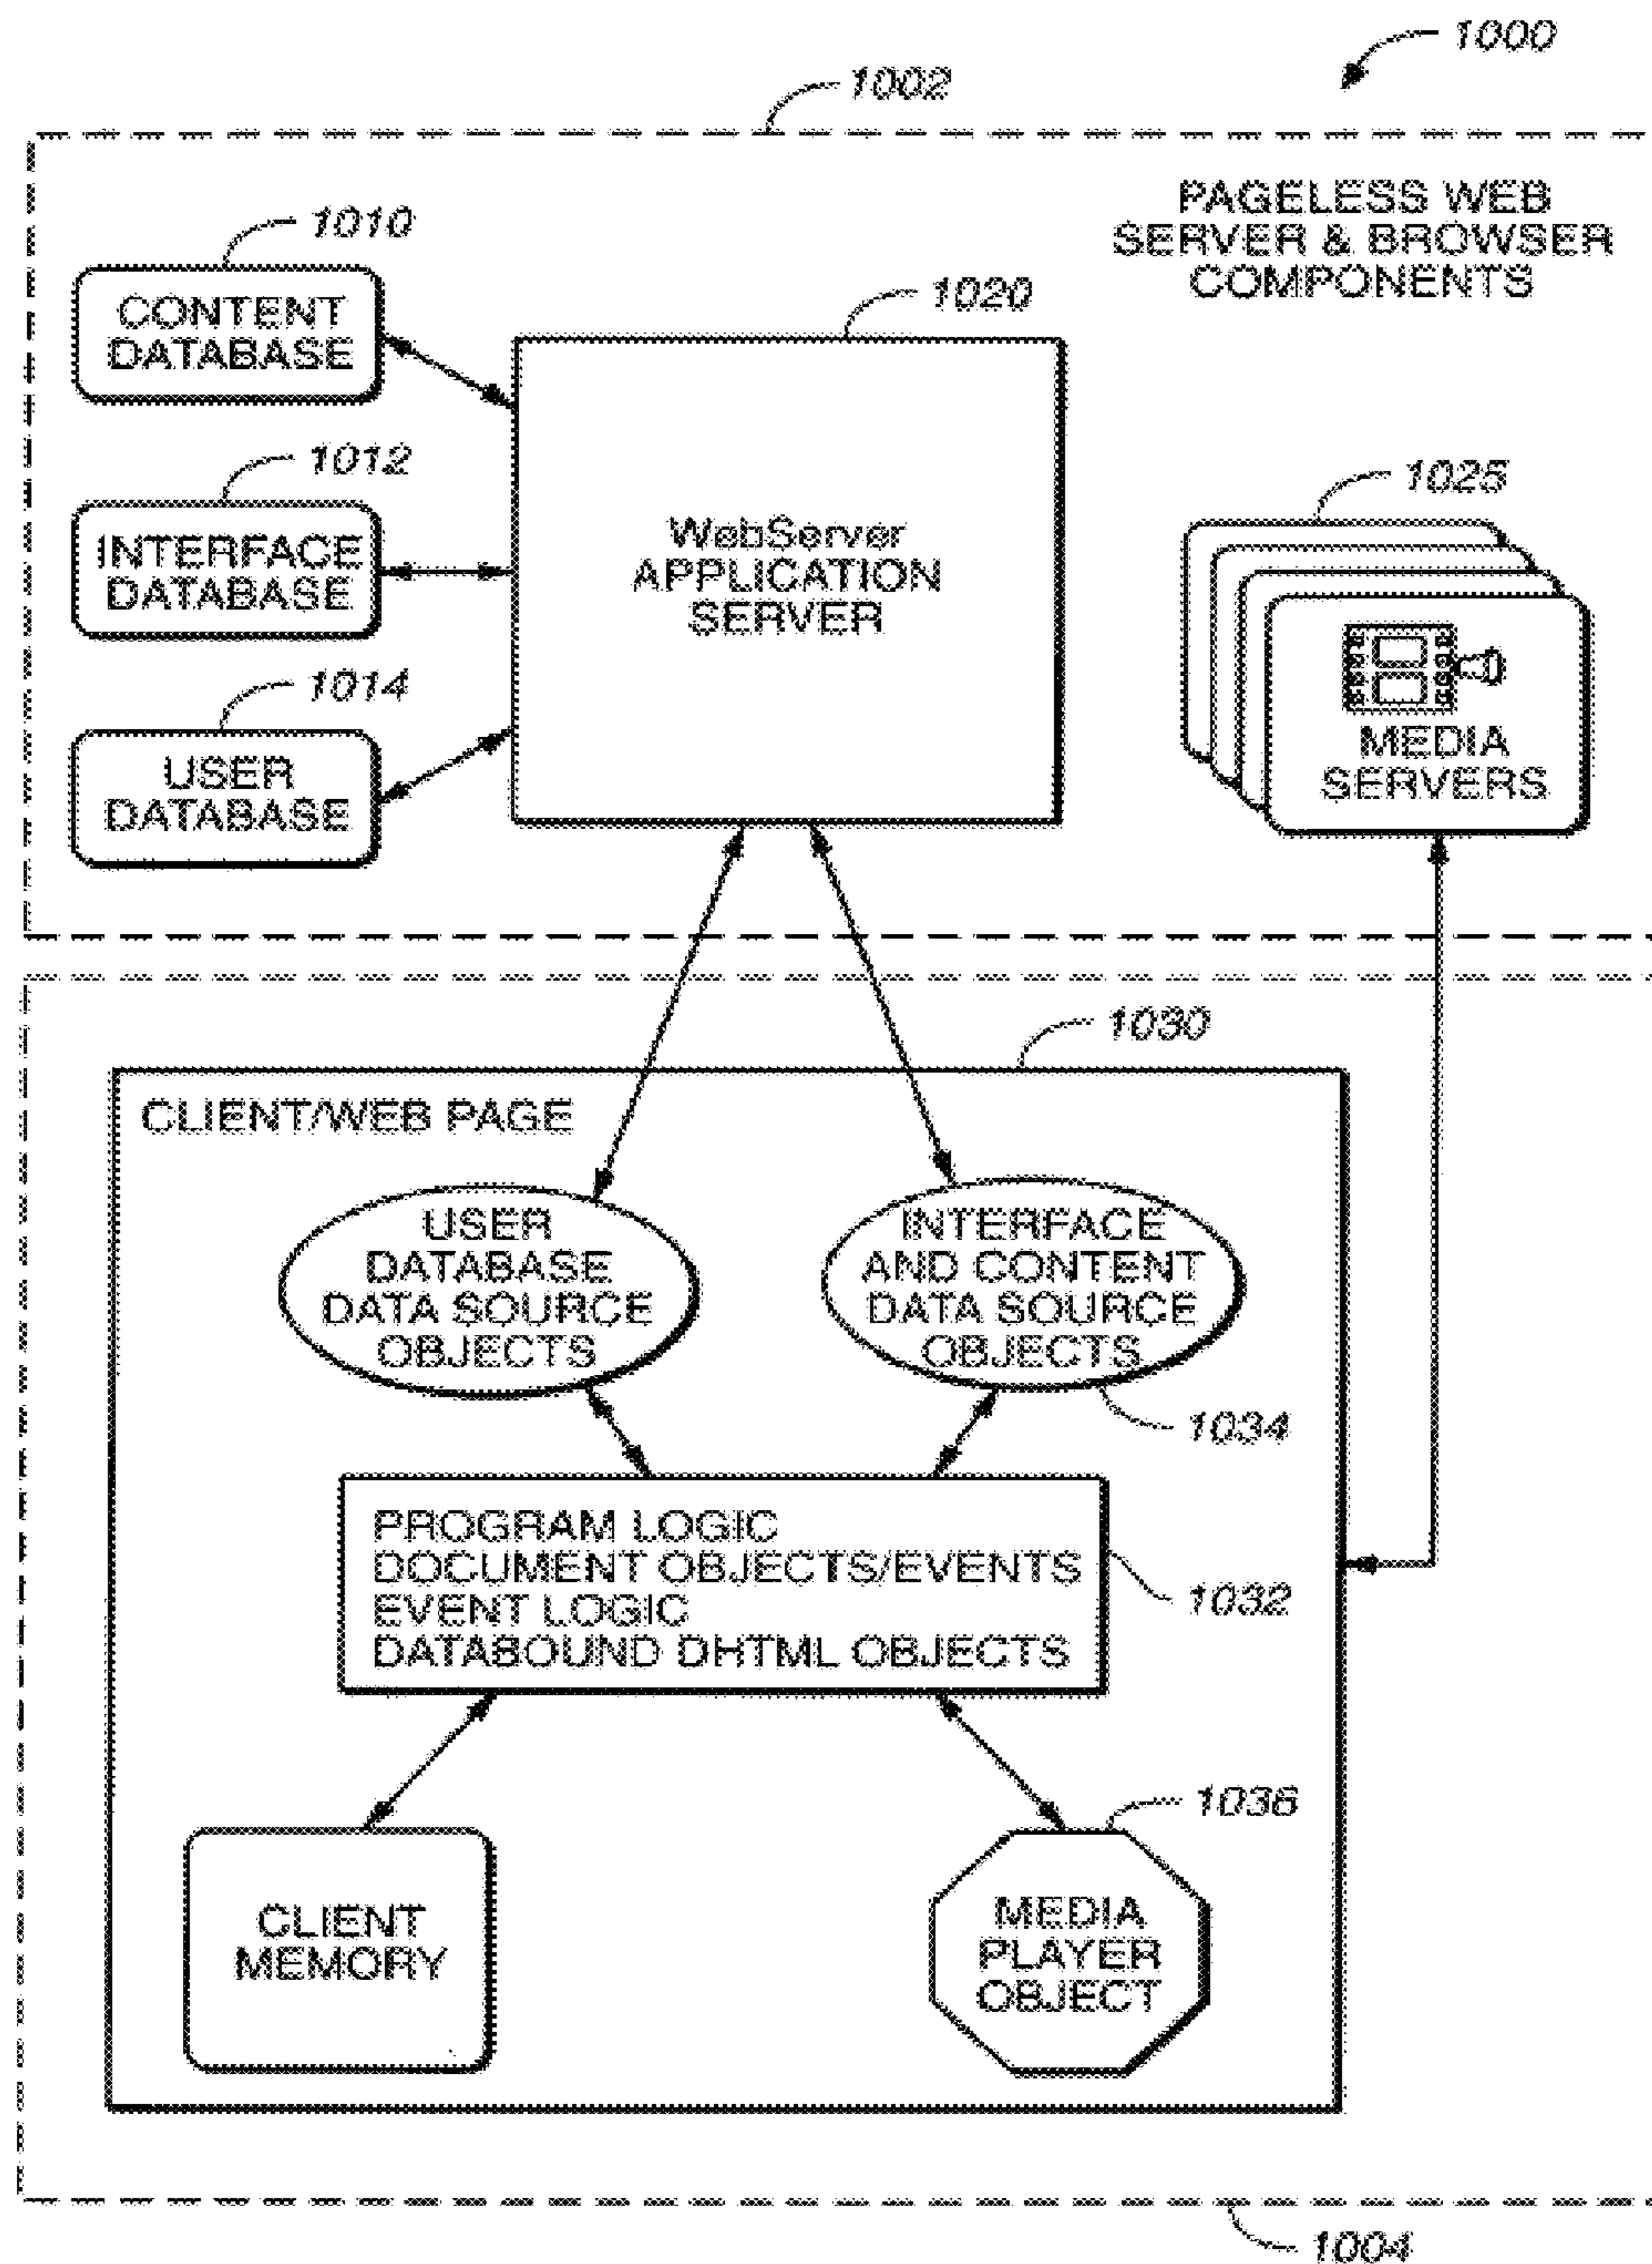 1000
1002
PAGELESS WEB
SERVER & BROWSER
COMPONENTS
1010
CONTENT
DATABASE
1020
1012
INTERFACE
DATABASE
WebServer
APPLICATION
SERVER
1025
1014
USER
DATABASE
MEDIA
SERVERS
1030
CLIENT/WEB PAGE
USER
DATABASE
DATA SOURCE
OBJECTS
INTERFACE
AND CONTENT
DATA SOURCE
OBJECTS
1034
PROGRAM LOGIC
DOCUMENT OBJECTS/EVENTS
EVENT LOGIC
DATABOUND DHTML OBJECTS
1032
1036
CLIENT
MEMORY
MEDIA
PLAYER
OBJECT
1004